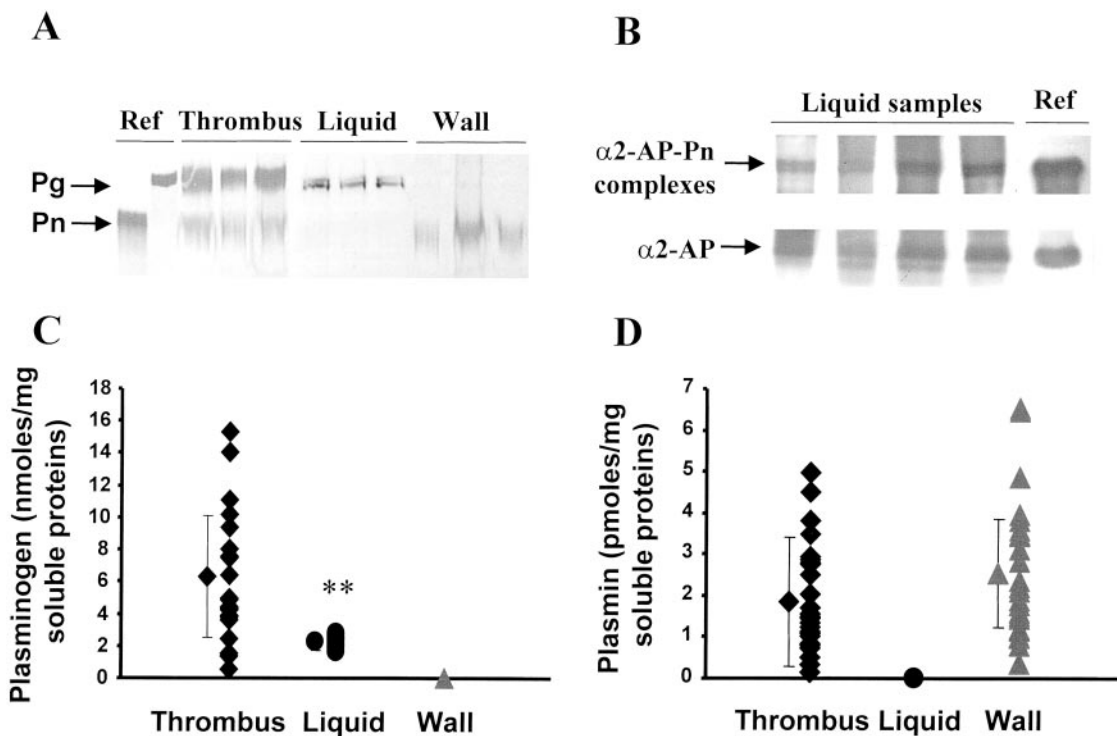 A
Ref Thrombus Liquid Wall
Pg
Pn
B
Liquid samples Ref
α2-AP-Pn
complexes
α2-AP
C
Plasminogen (nmoles/mg
soluble proteins)
18
16
14
12
10
8
6
4
2
0
**
Thrombus Liquid Wall
D
Plasmin (pmoles/mg
soluble proteins)
7
6
5
4
3
2
1
0
Thrombus Liquid Wall